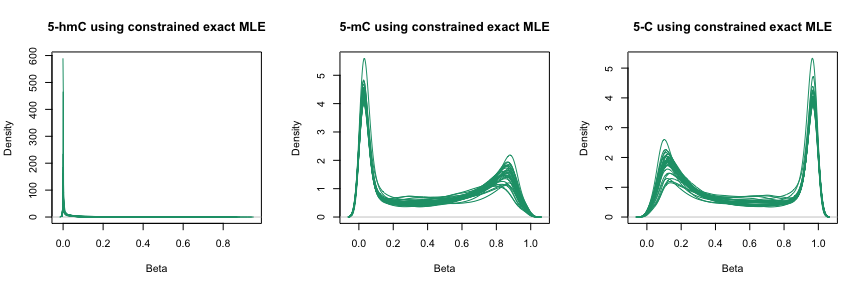 5-hmC using constrained exact MLE
Density
0 100 200 300 400 500 600
0.0 0.2 0.4 0.6 0.8
Beta
5-mC using constrained exact MLE
Density
0 1 2 3 4 5
0.0 0.2 0.4 0.6 0.8 1.0
Beta
5-C using constrained exact MLE
Density
0 1 2 3 4 5
0.0 0.2 0.4 0.6 0.8 1.0
Beta